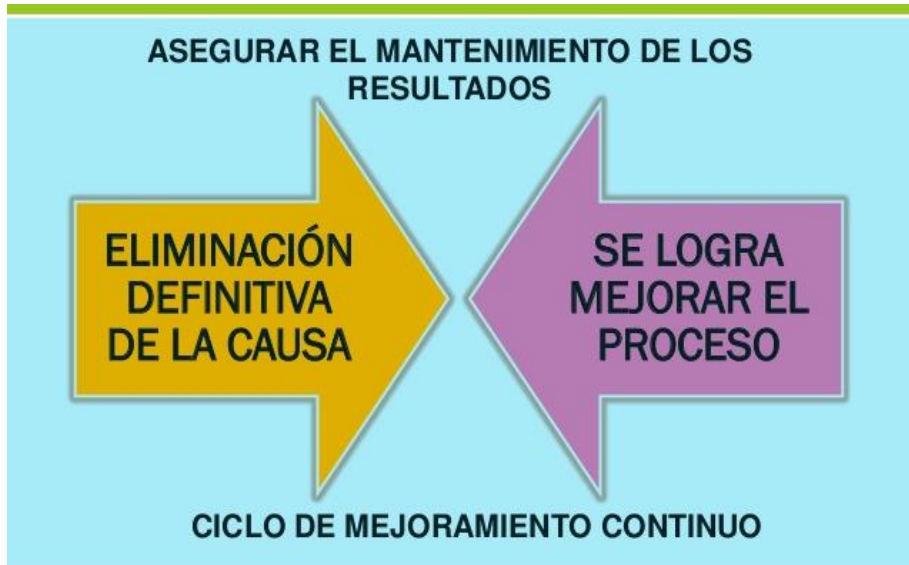 ASEGURAR EL MANTENIMIENTO DE LOS
RESULTADOS
ELIMINACIÓN
DEFINITIVA
DE LA CAUSA
SE LOGRA
MEJORAR EL
PROCESO
CICLO DE MEJORAMIENTO CONTINUO